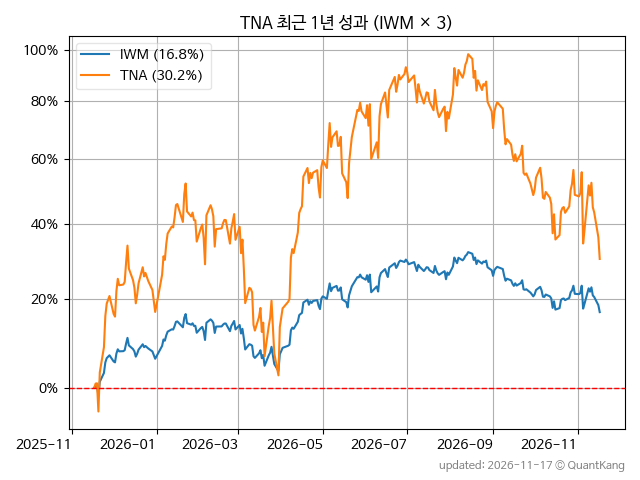 TNA 최근 1년 성과 (IWM × 3)
IWM (16.8%)
TNA (30.2%)
100%
80%
60%
40%
20%
0%
2025-11 2026-01 2026-03 2026-05 2026-07 2026-09 2026-11
updated: 2026-11-17 © QuantKang